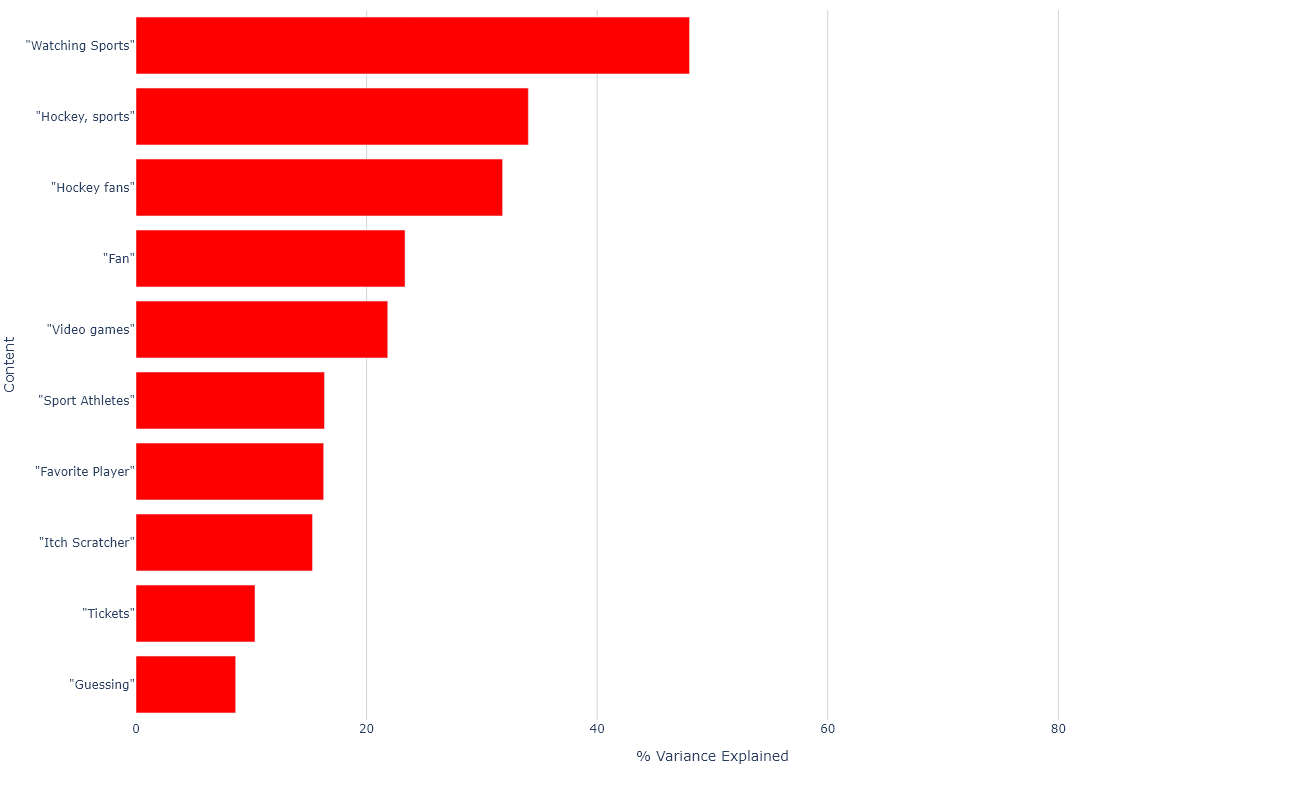 "Watching Sports"
"Hockey, sports"
"Hockey fans"
"Fan"
"Video games"
"Sport Athletes"
"Favorite Player"
"Itch Scratcher"
"Tickets"
"Guessing"
Content
0 20 40 60 80
% Variance Explained